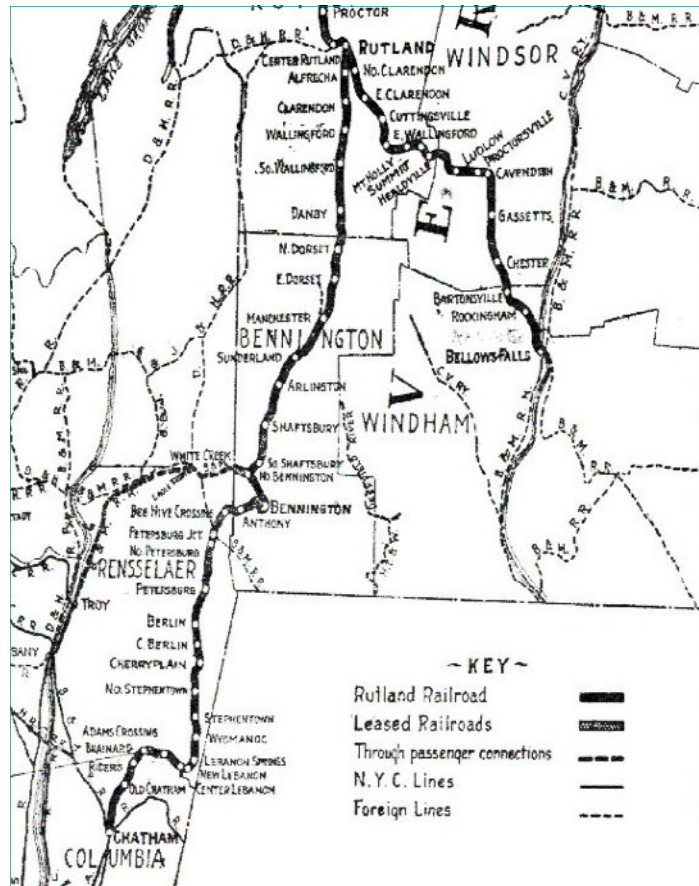 PROCTOR
D. & H. R. R.
RUTLAND
WINDSOR
B. & M. R. R.
CENTER RUTLAND
ALFRECHA
NO. CLARENDON
LAKE GEORGE
E. CLARENDON
CLARENDON
CUTTINGSVILLE
WALLINGFORD
E. WALLINGFORD
D. & H. R. R.
LUDLOW
PROCTORSVILLE
SO. WALLINGFORD
MT. HOLLY
SUMMIT
HEALDVILLE
CAVENDISH
B. & M. R. R.
DANBY
E
GASSETTS
N. DORSET
CHESTER
E. DORSET
BARTONSVILLE
MANCHESTER
ROCKINGHAM
B. & M. R. R.
BENNINGTON
BELLOWS FALLS
SUNDERLAND
ARLINGTON
C. V. RY.
V
WINDHAM
SHAFTSBURY
WHITE CREEK
SO. SHAFTSBURY
NO. BENNINGTON
B. & M. R. R.
BEE HIVE CROSSING
BENNINGTON
ANTHONY
PETERSBURG JCT.
B. & M. R. R.
NO. PETERSBURG
B. & M. R. R.
RENSSELAER
PETERSBURG
TROY
BERLIN
C. BERLIN
BANY
CHERRYPLAIN
~KEY~
NO. STEPHENTOWN
Rutland Railroad
STEPHENTOWN
Leased Railroads
ADAMS CROSSING
WYOMANOC
BRAINARD
Through passenger connections
RIDERS
LEBANON SPRINGS
NEW LEBANON
N.Y.C. Lines
OLD CHATHAM
CENTER LEBANON
Foreign Lines
CHATHAM
COLUMBIA